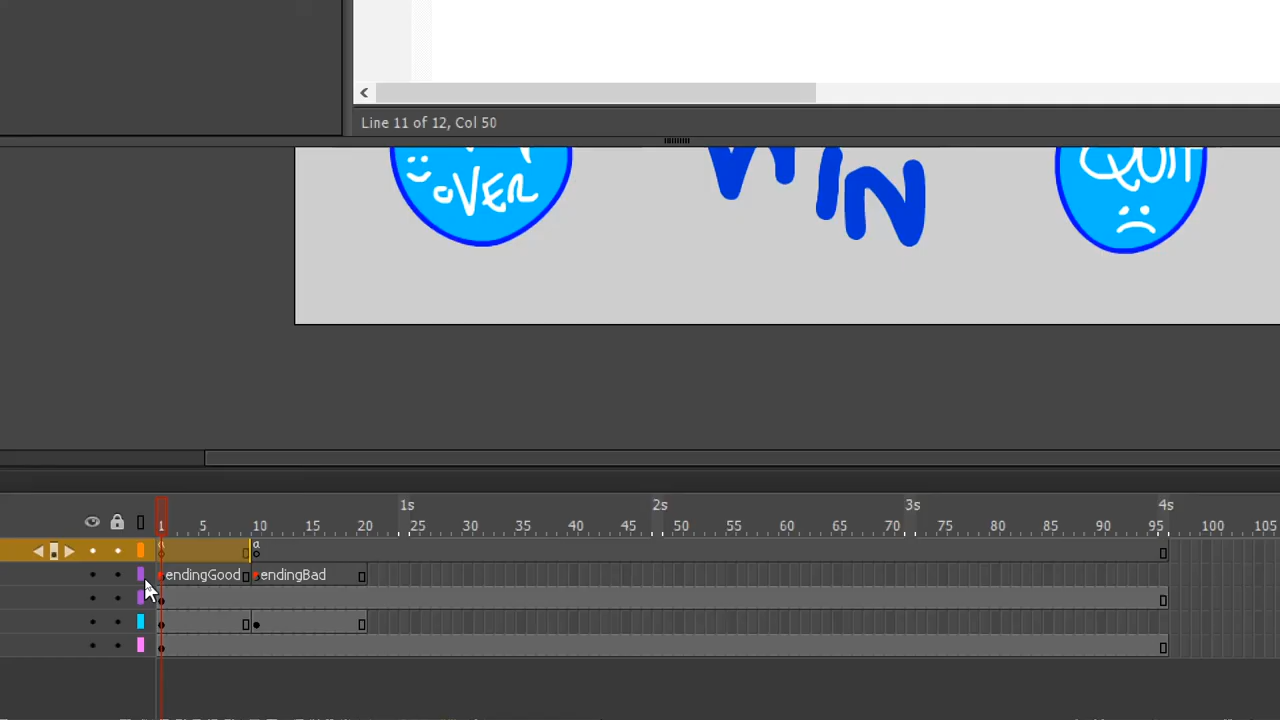 Line 11 of 12, Col 50
OVER
WIN
QUIT
1s 2s 3s 4s
1 5 10 15 20 25 30 35 40 45 50 55 60 65 70 75 80 85 90 95 100 105
a a
endingGood endingBad